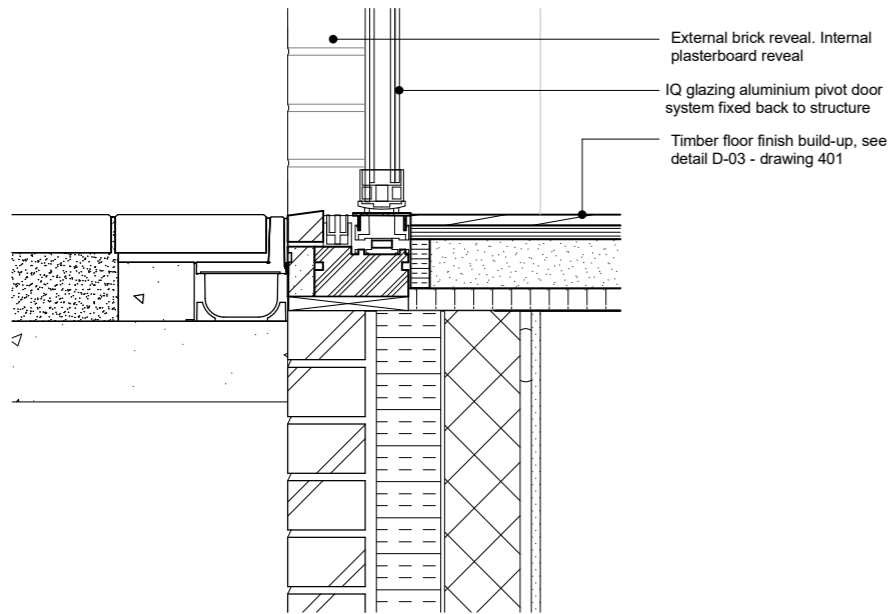 External brick reveal. Internal
plasterboard reveal
IQ glazing aluminium pivot door
system fixed back to structure
Timber floor finish build-up, see
detail D-03 - drawing 401